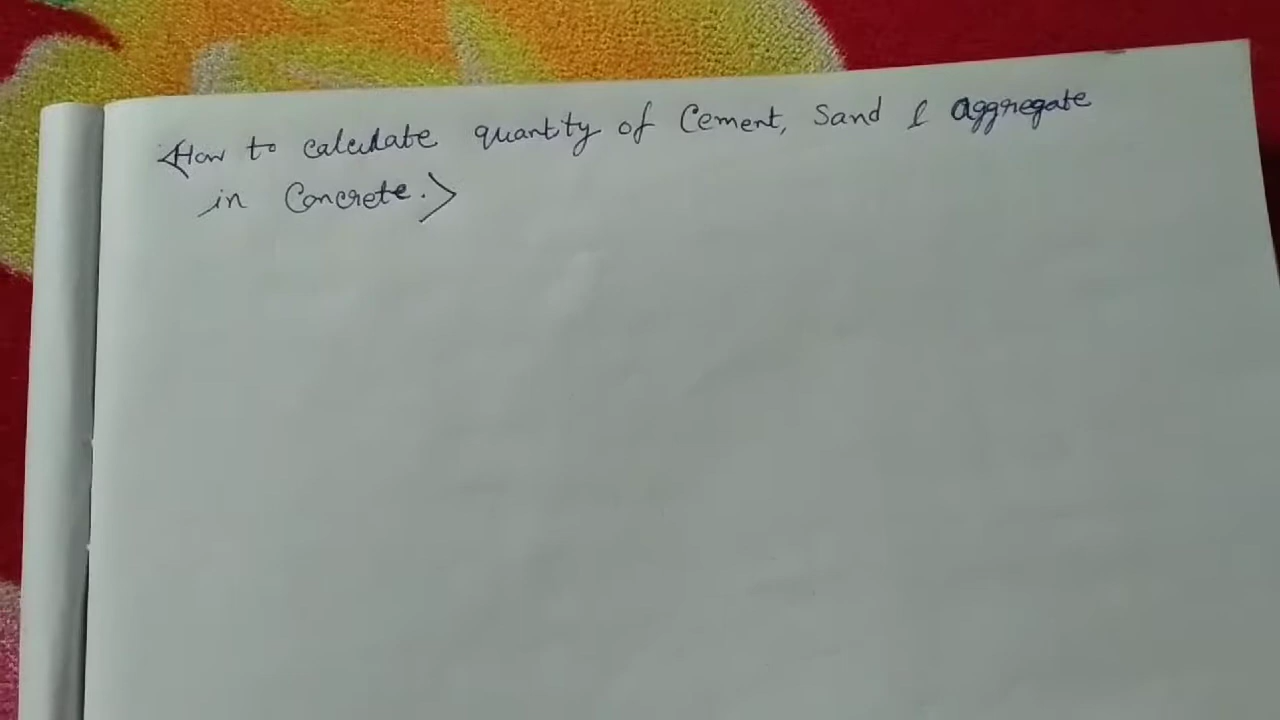 <How to calculate quantity of Cement, Sand & aggregate
in Concrete.>